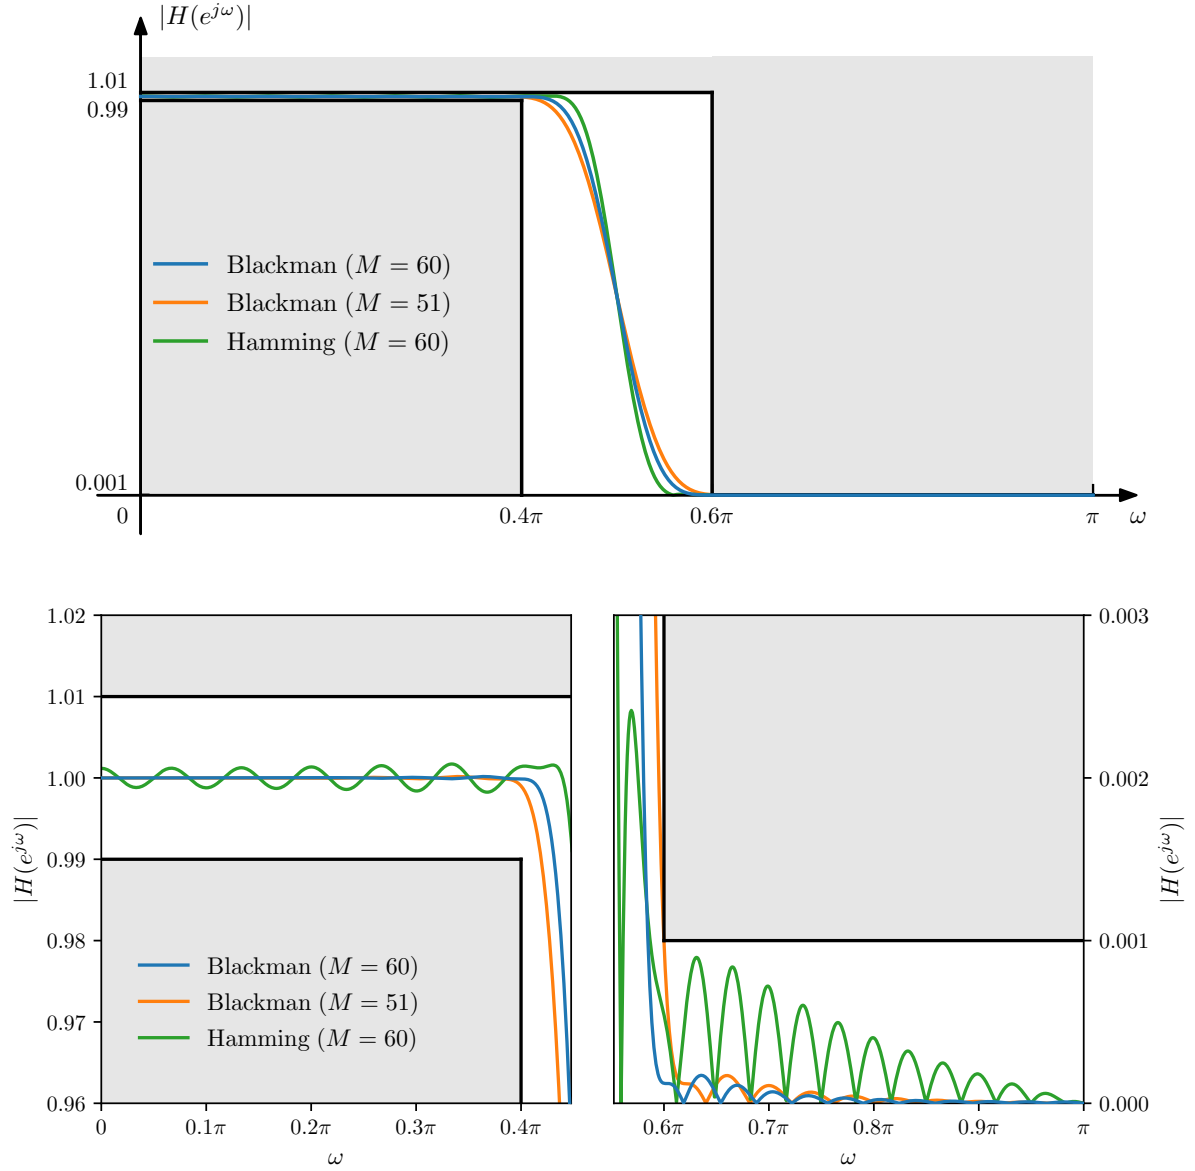 |H(e^{jω})|
1.01
0.99
Blackman (M = 60)
Blackman (M = 51)
Hamming (M = 60)
0.001
0
0.4π
0.6π
π
ω
1.02
1.01
1.00
0.99
0.98
0.97
0.96
|H(e^{jω})|
Blackman (M = 60)
Blackman (M = 51)
Hamming (M = 60)
0
0.1π
0.2π
0.3π
0.4π
ω
0.003
0.002
0.001
0.000
|H(e^{jω})|
0.6π
0.7π
0.8π
0.9π
π
ω